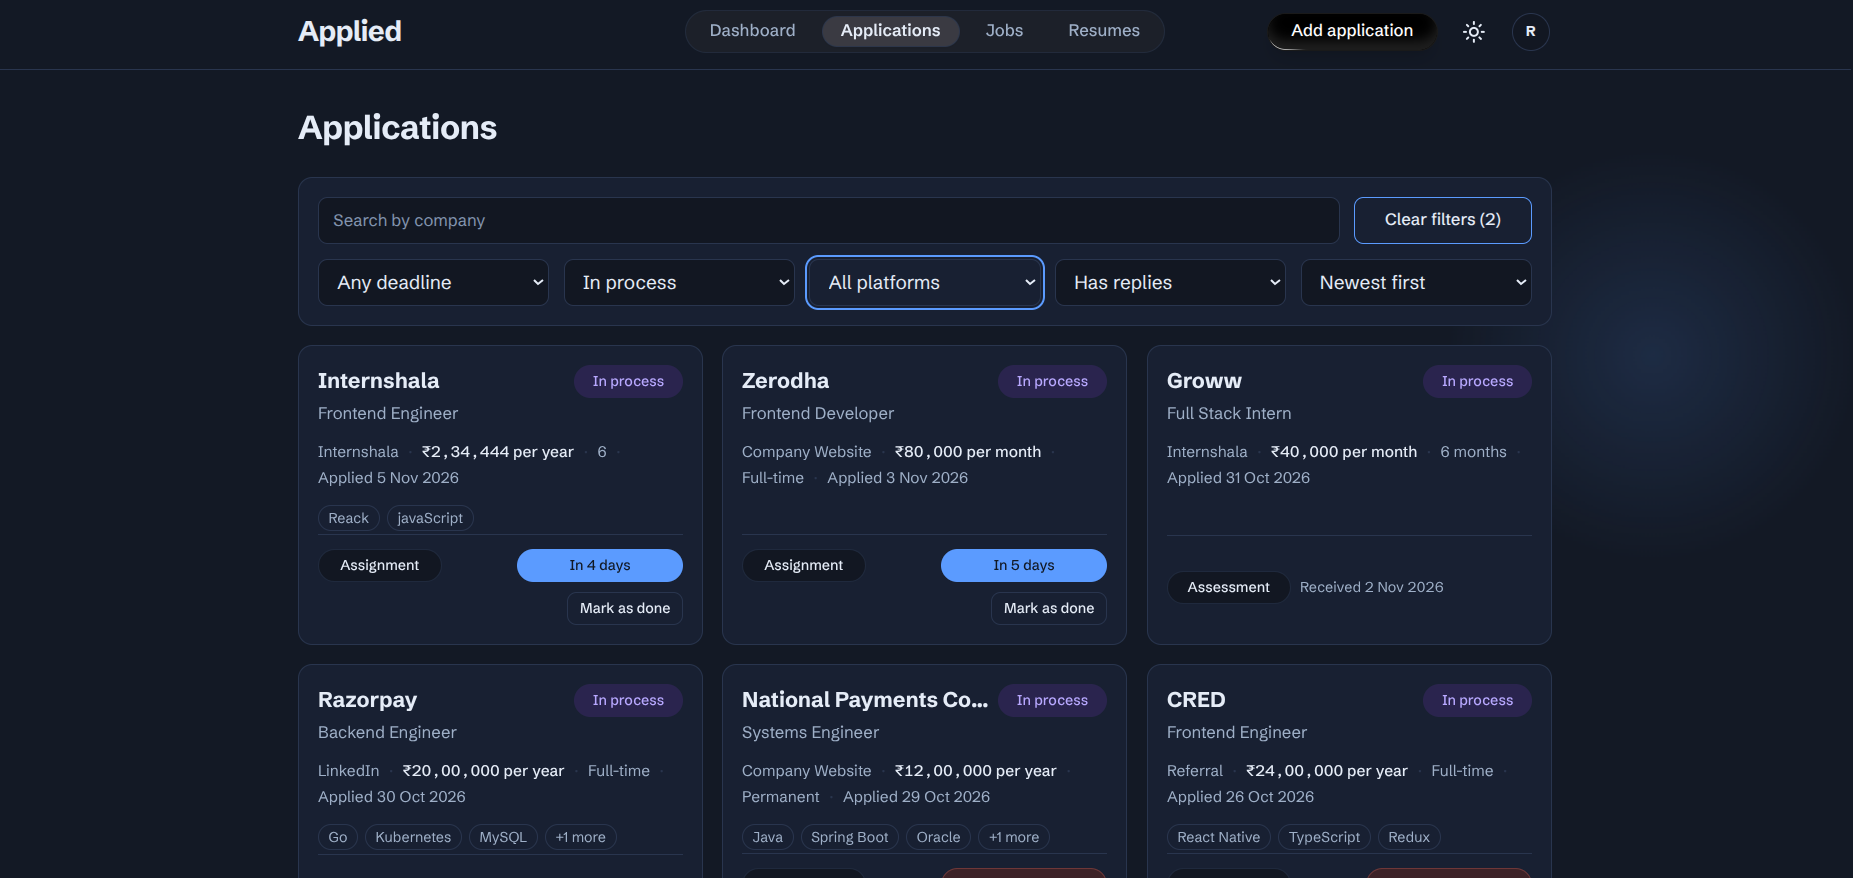 Applied
Dashboard Applications Jobs Resumes
Add application
R
Applications
Search by company
Clear filters (2)
Any deadline
In process
All platforms
Has replies
Newest first
Internshala
In process
Frontend Engineer
Internshala · ₹2,34,444 per year · 6 ·
Applied 5 Nov 2026
Reack javaScript
Assignment
In 4 days
Mark as done
Zerodha
In process
Frontend Developer
Company Website · ₹80,000 per month ·
Full-time · Applied 3 Nov 2026
Assignment
In 5 days
Mark as done
Groww
In process
Full Stack Intern
Internshala · ₹40,000 per month · 6 months ·
Applied 31 Oct 2026
Assessment Received 2 Nov 2026
Razorpay
In process
Backend Engineer
LinkedIn · ₹20,00,000 per year · Full-time ·
Applied 30 Oct 2026
Go Kubernetes MySQL +1 more
National Payments Co...
In process
Systems Engineer
Company Website · ₹12,00,000 per year ·
Permanent · Applied 29 Oct 2026
Java Spring Boot Oracle +1 more
CRED
In process
Frontend Engineer
Referral · ₹24,00,000 per year · Full-time ·
Applied 26 Oct 2026
React Native TypeScript Redux